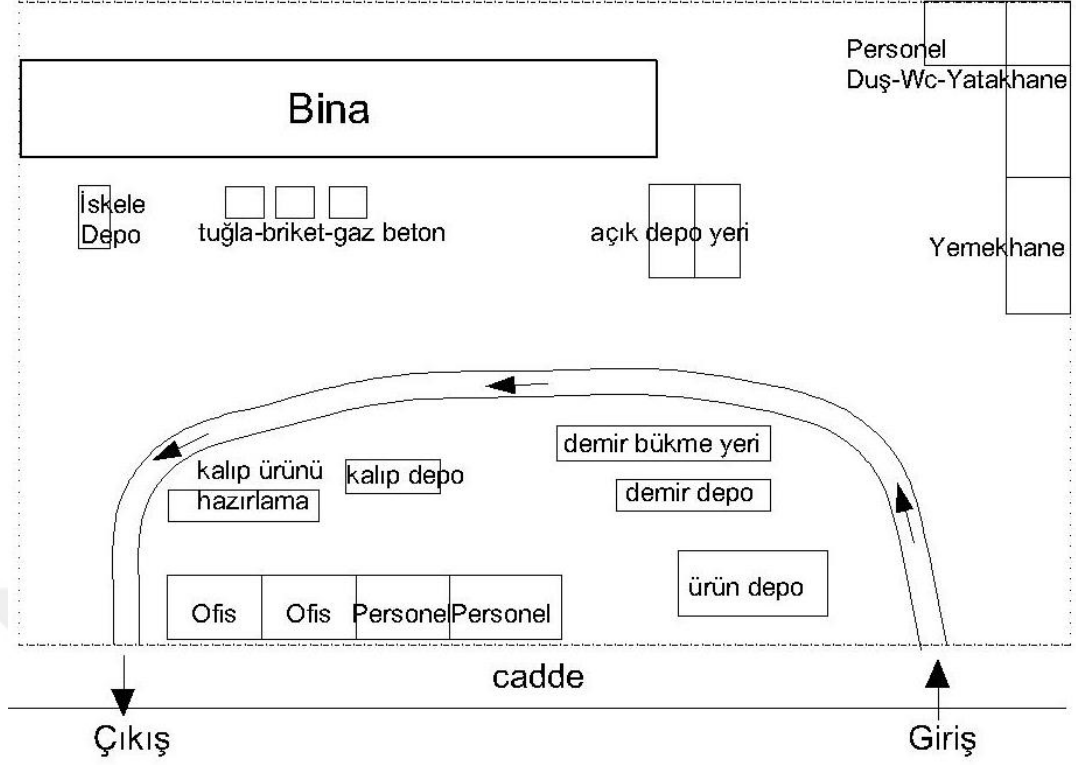 Personel
Duş-Wc-Yatakhane
Bina
İskele
Depo
tuğla-briket-gaz beton
açık depo yeri
Yemekhane
demir bükme yeri
kalıp ürünü
hazırlama
kalıp depo
demir depo
ürün depo
Ofis
Ofis
Personel
Personel
cadde
Çıkış
Giriş